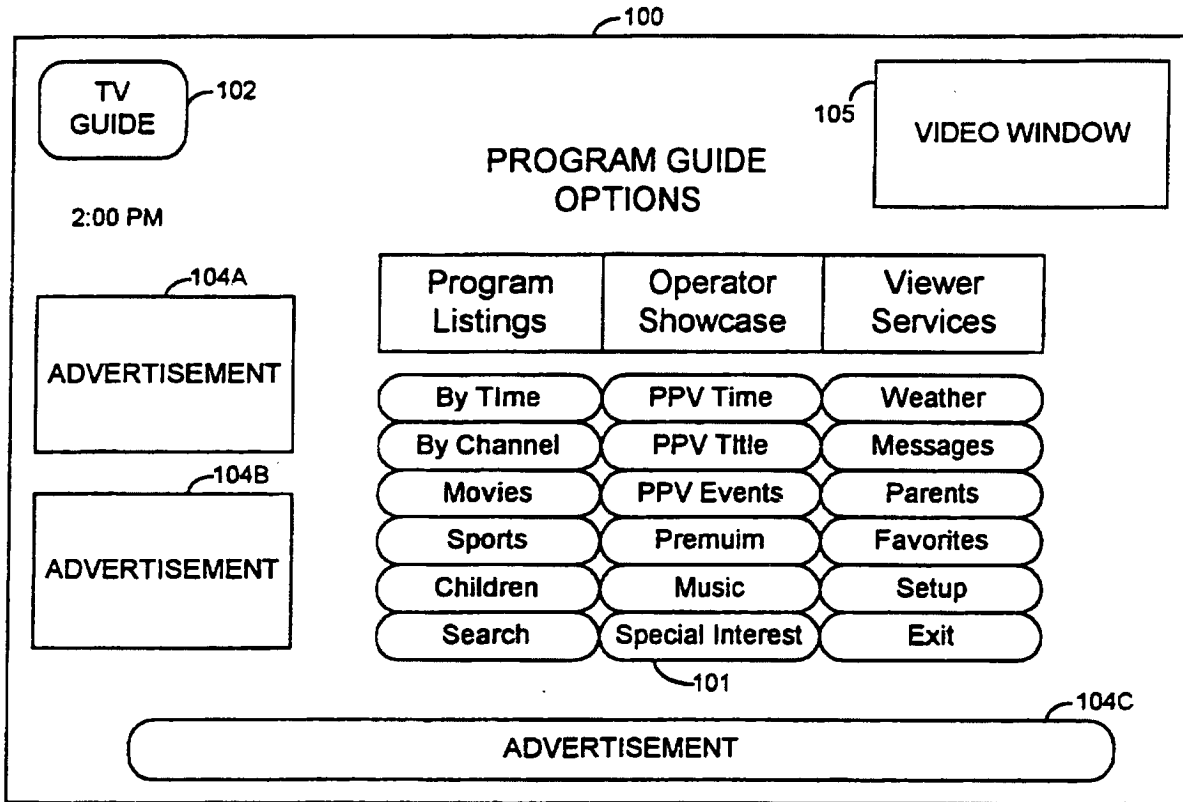 100
TV
GUIDE
102
105
VIDEO WINDOW
PROGRAM GUIDE
OPTIONS
2:00 PM
104A
ADVERTISEMENT
104B
ADVERTISEMENT
Program
Listings
Operator
Showcase
Viewer
Services
By Time
PPV Time
Weather
By Channel
PPV Title
Messages
Movies
PPV Events
Parents
Sports
Premuim
Favorites
Children
Music
Setup
Search
Special Interest
Exit
101
104C
ADVERTISEMENT